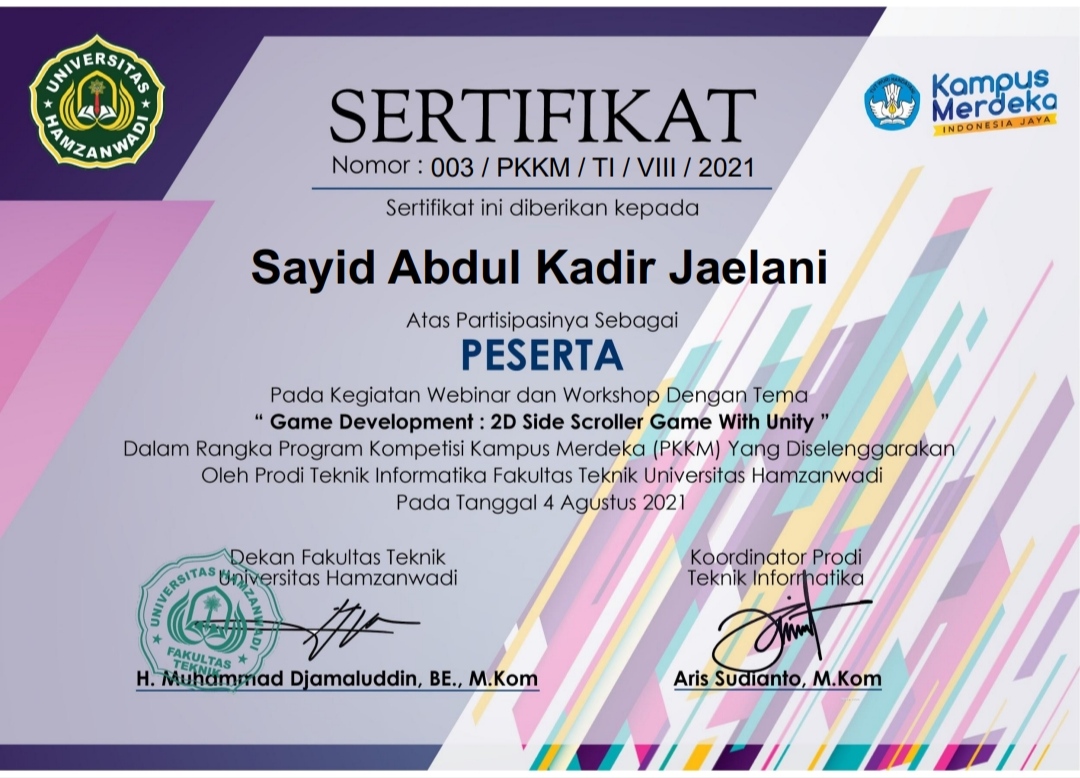 UNIVERSITAS HAMZANWADI
Kampus
Merdeka
INDONESIA JAYA
SERTIFIKAT
Nomor : 003 / PKKM / TI / VIII / 2021
Sertifikat ini diberikan kepada
Sayid Abdul Kadir Jaelani
Atas Partisipasinya Sebagai
PESERTA
Pada Kegiatan Webinar dan Workshop Dengan Tema
“ Game Development : 2D Side Scroller Game With Unity ”
Dalam Rangka Program Kompetisi Kampus Merdeka (PKKM) Yang Diselenggarakan
Oleh Prodi Teknik Informatika Fakultas Teknik Universitas Hamzanwadi
Pada Tanggal 4 Agustus 2021
Dekan Fakultas Teknik
Universitas Hamzanwadi
UNIVERSITAS HAMZANWADI
FAKULTAS
TEKNIK
H. Muhammad Djamaluddin, BE., M.Kom
Koordinator Prodi
Teknik Informatika
Aris Sudianto, M.Kom